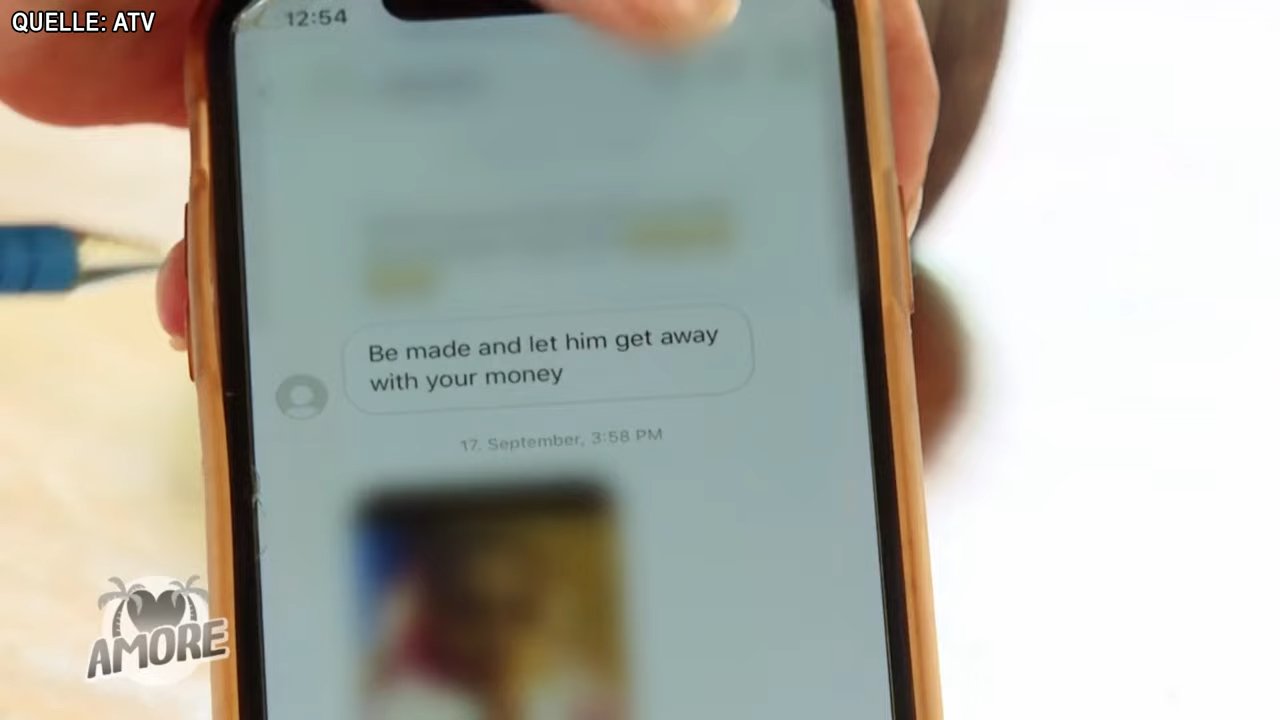 QUELLE: ATV
12:54
Be made and let him get away
with your money
17. September, 3:58 PM
AMORE